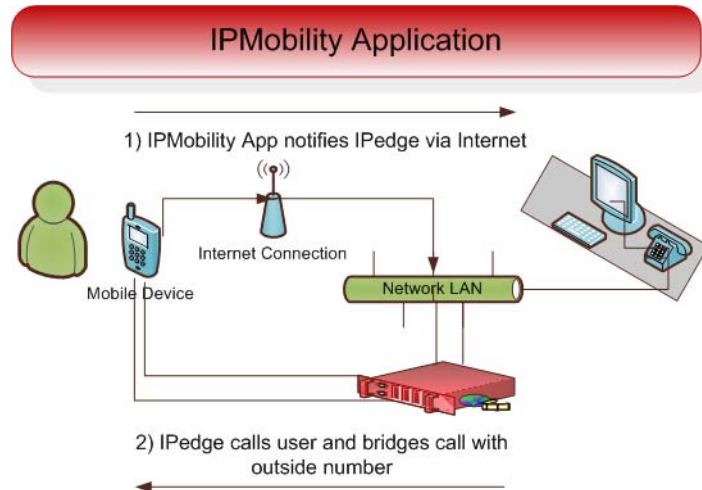 IPMobility Application
1) IPMobility App notifies IPedge via Internet
Internet Connection
Mobile Device
Network LAN
2) IPedge calls user and bridges call with
outside number